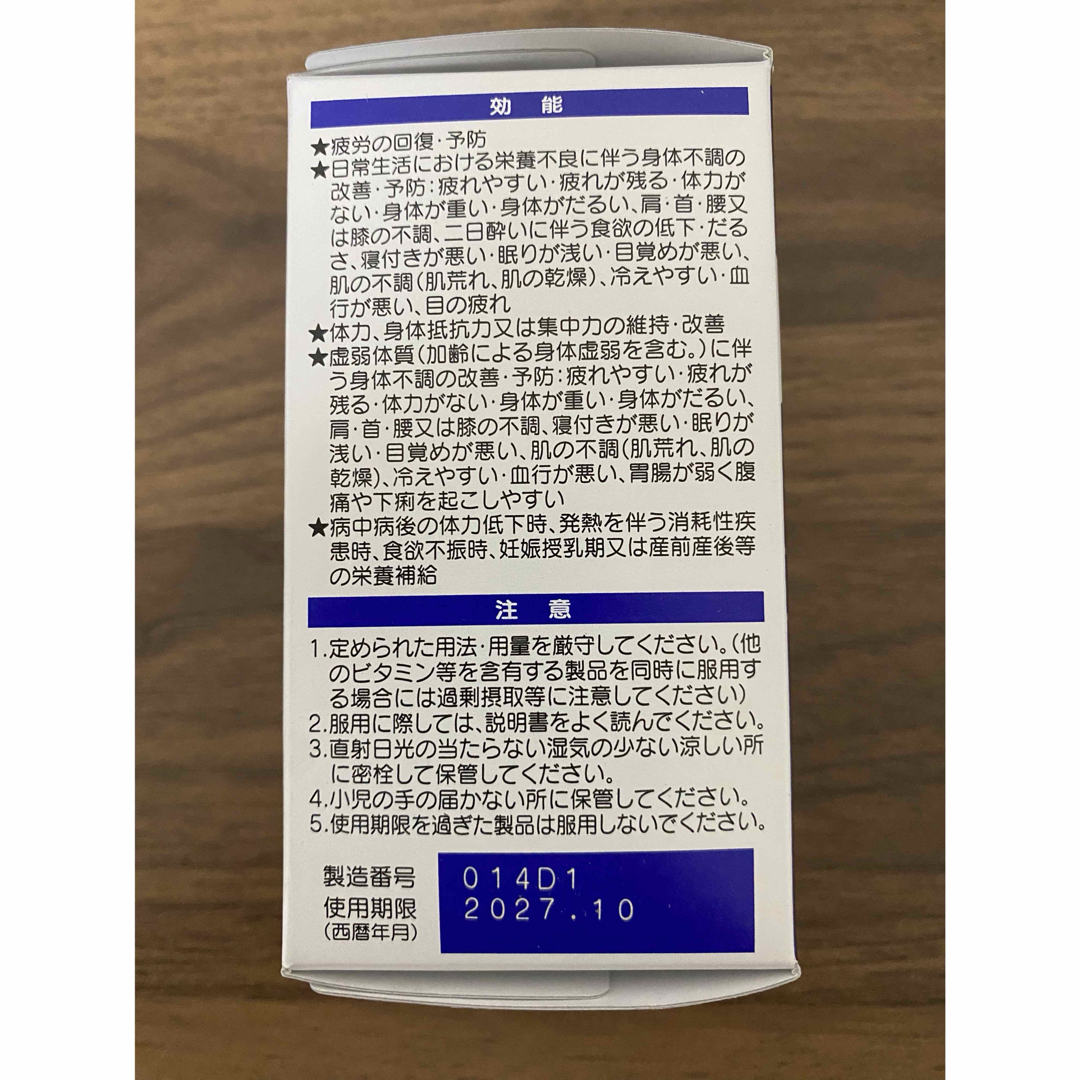 効能
★疲労の回復・予防
★日常生活における栄養不良に伴う身体不調の
改善・予防:疲れやすい・疲れが残る・体力が
ない・身体が重い・身体がだるい、肩・首・腰又
は膝の不調、二日酔いに伴う食欲の低下・だる
さ、寝付きが悪い・眠りが浅い・目覚めが悪い、
肌の不調(肌荒れ、肌の乾燥)、冷えやすい・血
行が悪い、目の疲れ
★体力、身体抵抗力又は集中力の維持・改善
★虚弱体質(加齢による身体虚弱を含む。)に伴
う身体不調の改善・予防:疲れやすい・疲れが
残る・体力がない・身体が重い・身体がだるい、
肩・首・腰又は膝の不調、寝付きが悪い・眠りが
浅い・目覚めが悪い、肌の不調(肌荒れ、肌の
乾燥)、冷えやすい・血行が悪い、胃腸が弱く腹
痛や下痢を起こしやすい
★病中病後の体力低下時、発熱を伴う消耗性疾
患時、食欲不振時、妊娠授乳期又は産前産後等
の栄養補給
注意
1.定められた用法・用量を厳守してください。(他
のビタミン等を含有する製品を同時に服用す
る場合には過剰摂取等に注意してください)
2.服用に際しては、説明書をよく読んでください。
3.直射日光の当たらない湿気の少ない涼しい所
に密栓して保管してください。
4.小児の手の届かない所に保管してください。
5.使用期限を過ぎた製品は服用しないでください。
製造番号 014D1
使用期限 2027.10
(西暦年月)